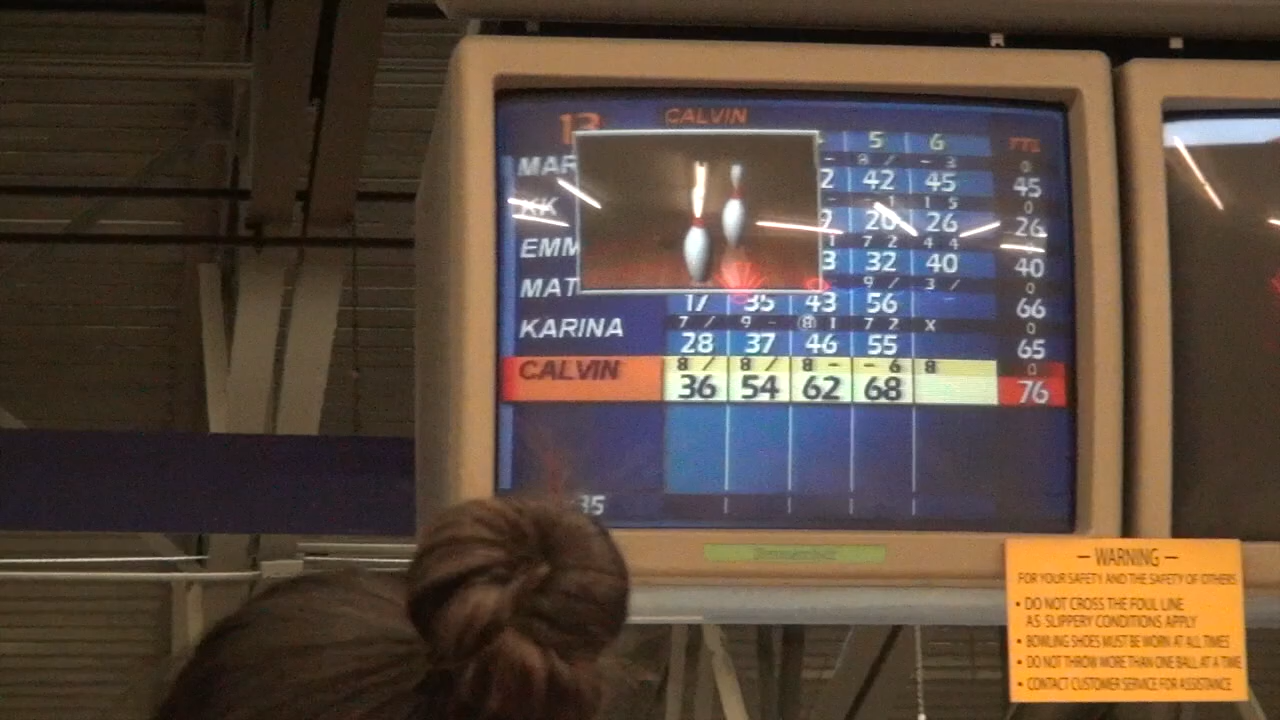 13 CALVIN
5 6 TTL
8 / - 3 0
MAR 2 42 45 45
- 1 1 5 0
KK 20 26 26
7 2 4 4 0
EMM 3 32 40 40
9 / 3 / 0
MAT 17 35 43 56 66
7 / 9 - 8 1 7 2 X 0
KARINA 28 37 46 55 65
8 / 8 / 8 - - 6 8 0
CALVIN 36 54 62 68 76
35
— WARNING —
FOR YOUR SAFETY AND THE SAFETY OF OTHERS
• DO NOT CROSS THE FOUL LINE
AS SLIPPERY CONDITIONS APPLY
• BOWLING SHOES MUST BE WORN AT ALL TIMES
• DO NOT THROW MORE THAN ONE BALL AT A TIME
• CONTACT CUSTOMER SERVICE FOR ASSISTANCE